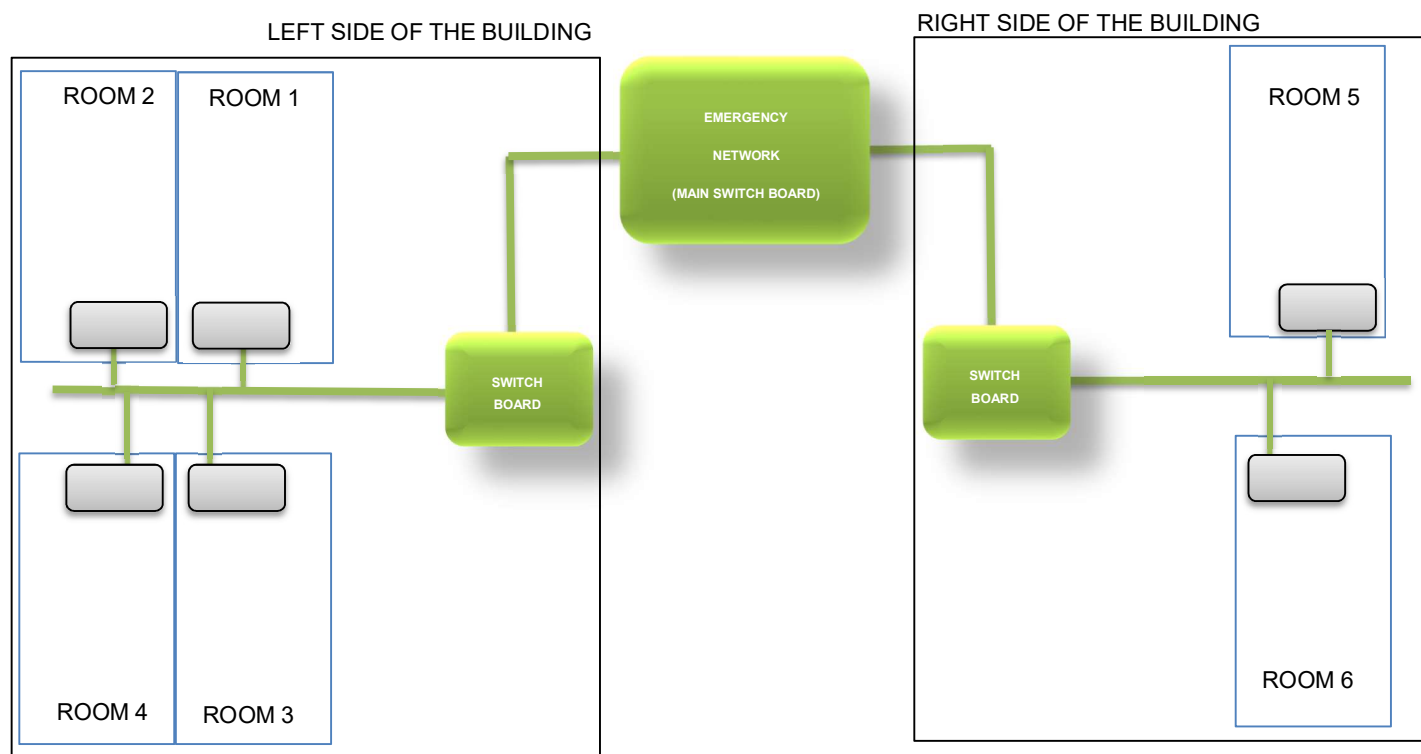 LEFT SIDE OF THE BUILDING
RIGHT SIDE OF THE BUILDING
ROOM 2
ROOM 1
EMERGENCY
NETWORK
(MAIN SWITCH BOARD)
ROOM 5
SWITCH
BOARD
SWITCH
BOARD
ROOM 4
ROOM 3
ROOM 6